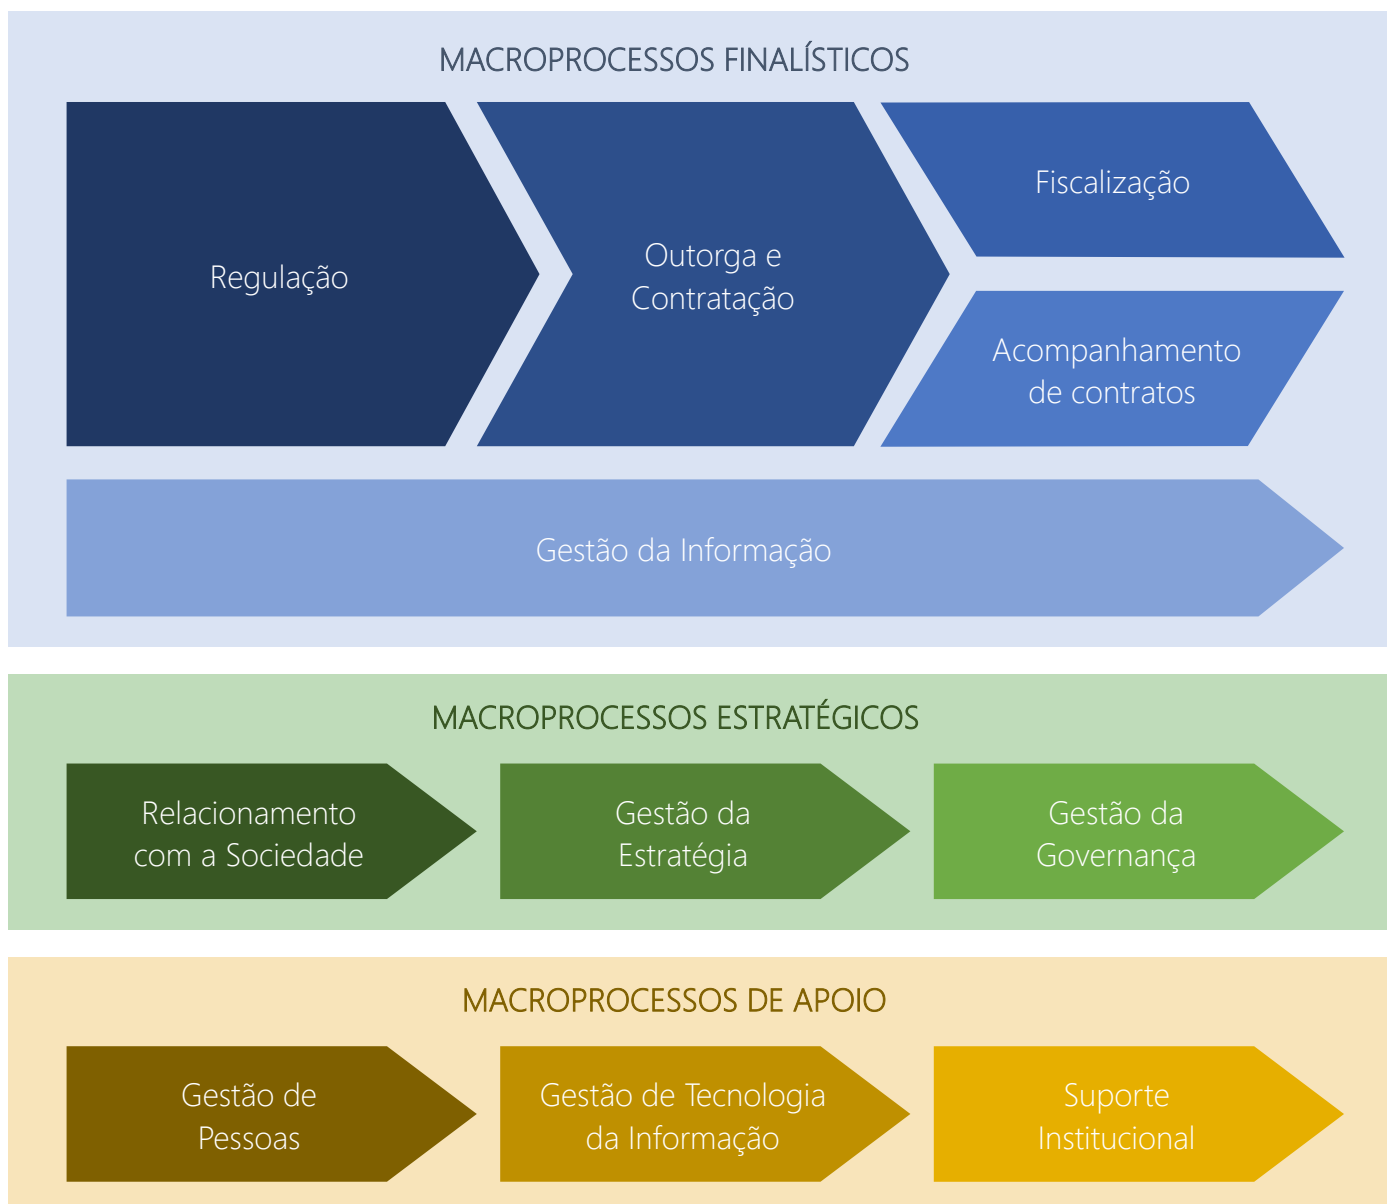 MACROPROCESSOS FINALÍSTICOS
Regulação
Outorga e
Contratação
Fiscalização
Acompanhamento
de contratos
Gestão da Informação
MACROPROCESSOS ESTRATÉGICOS
Relacionamento
com a Sociedade
Gestão da
Estratégia
Gestão da
Governança
MACROPROCESSOS DE APOIO
Gestão de
Pessoas
Gestão de Tecnologia
da Informação
Suporte
Institucional